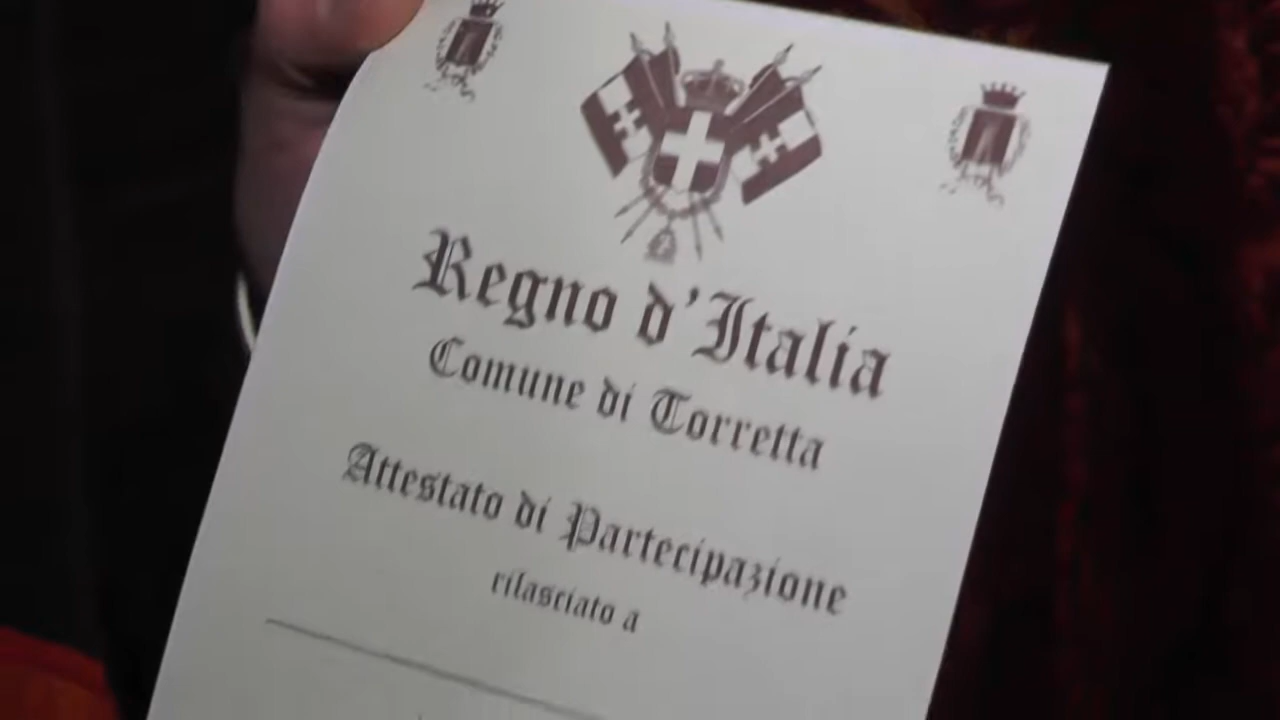 Regno d'Italia
Comune di Torretta
Attestato di Partecipazione
rilasciato a